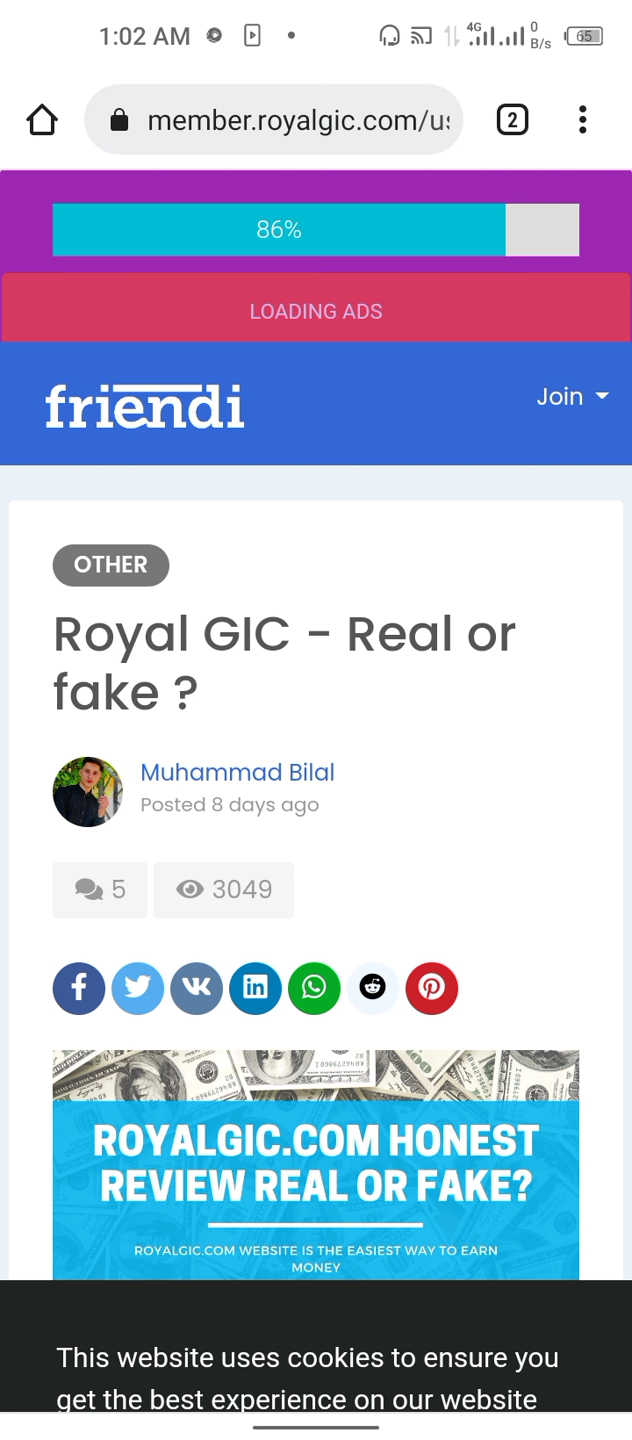 1:02 AM
4G
0
B/s
65
member.royalgic.com/us
2
86%
LOADING ADS
friendi
Join
OTHER
Royal GIC - Real or
fake ?
Muhammad Bilal
Posted 8 days ago
5
3049
ROYALGIC.COM HONEST
REVIEW REAL OR FAKE?
ROYALGIC.COM WEBSITE IS THE EASIEST WAY TO EARN
MONEY
This website uses cookies to ensure you
get the best experience on our website